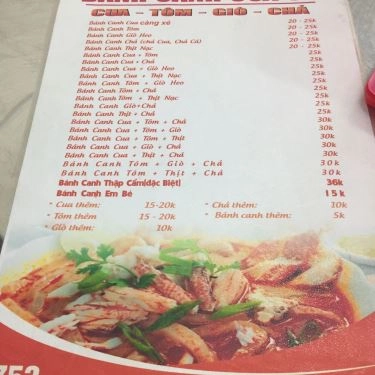 CUA - TÔM - GIÒ - CHẢ
Bánh Canh Cua càng xé 20 - 25k
Bánh Canh Tôm 20 - 25k
Bánh Canh Giò Heo 20 - 25k
Bánh Canh Chả (chả Cua, Chả Cá) 20 - 25k
Bánh Canh Thịt Nạc 20 - 25k
Bánh Canh Cua + Tôm 25k
Bánh Canh Cua + Chả 25k
Bánh Canh Cua + Giò Heo 25k
Bánh Canh Cua + Thịt Nạc 25k
Bánh Canh Tôm + Giò Heo 25k
Bánh Canh Tôm + Chả 25k
Bánh Canh Tôm + Thịt Nạc 25k
Bánh Canh Giò + Chả 25k
Bánh Canh Thịt + Chả 25k
Bánh Canh Cua + Tôm + Chả 30k
Bánh Canh Cua + Tôm + Giò 30k
Bánh Canh Cua + Tôm + Thịt 30k
Bánh Canh Cua + Giò + Chả 30k
Bánh Canh Cua + Thịt + Chả 30k
Bánh Canh Tôm + Giò + Chả 30k
Bánh Canh Tôm + Thịt + Chả 30k
Bánh Canh Thập Cẩm(đặc Biệt) 36k
Bánh Canh Em Bé 15k
* Cua thêm: 15-20k * Chả thêm: 10k
* Tôm thêm: 15 - 20k * Bánh canh thêm: 5k
* Giò thêm: 10k